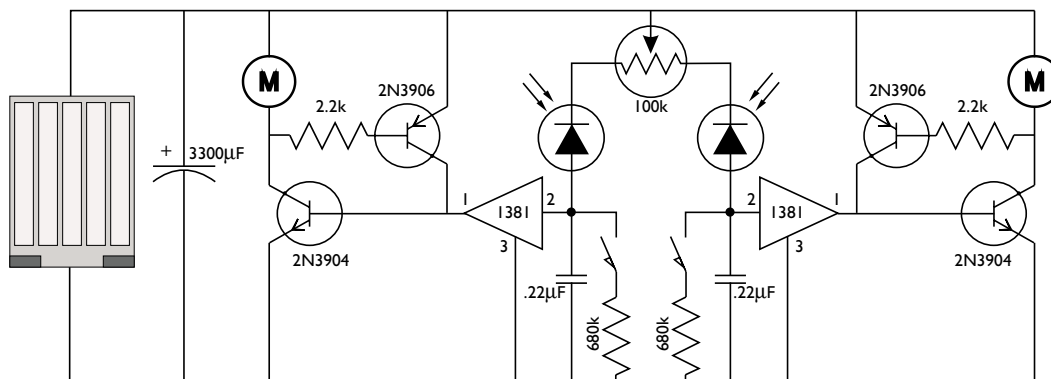 M
2N3906
2.2k
+ 3300µF
1
1381
2
3
2N3904
.22µF
680k
100k
680k
.22µF
2
1381
1
3
2N3906
2.2k
M
2N3904